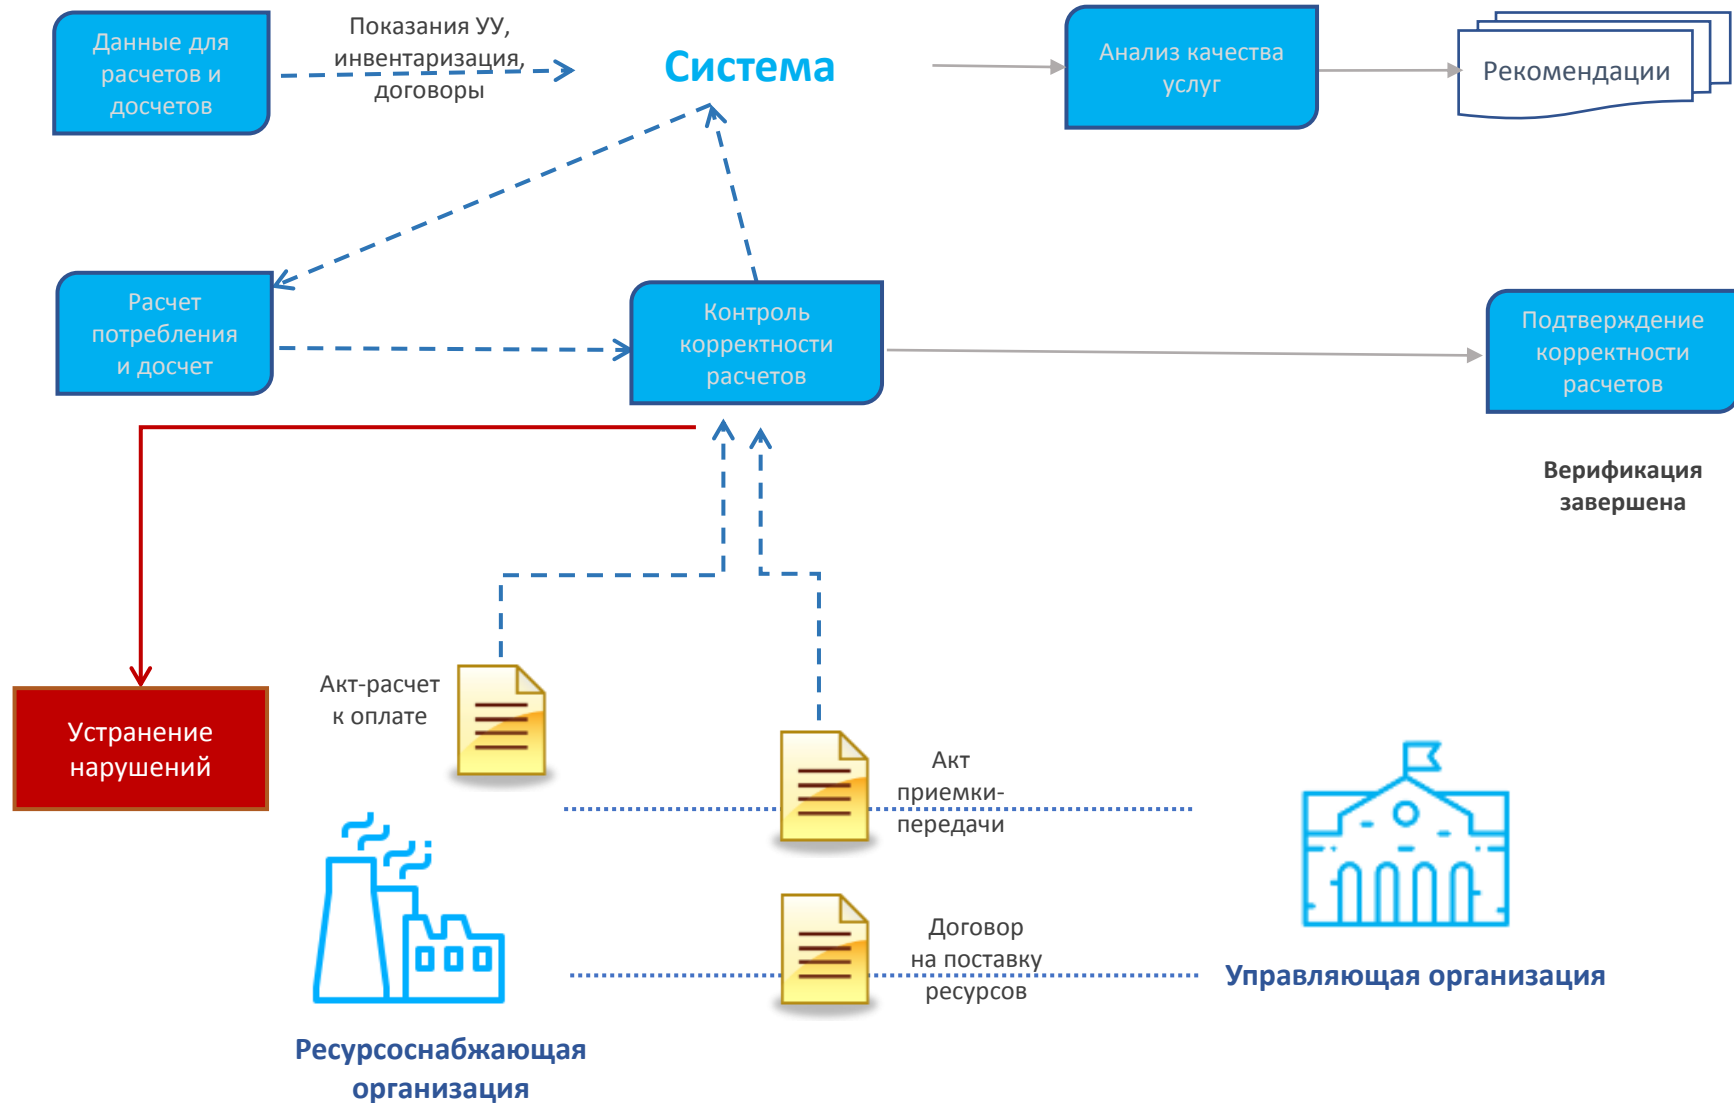 Данные для
расчетов и
досчетов
Показания УУ,
инвентаризация,
договоры
Система
Анализ качества
услуг
Рекомендации
Расчет
потребления
и досчет
Контроль
корректности
расчетов
Подтверждение
корректности
расчетов
Верификация
завершена
Устранение
нарушений
Акт-расчет
к оплате
Акт
приемки-
передачи
Договор
на поставку
ресурсов
Управляющая организация
Ресурсоснабжающая
организация